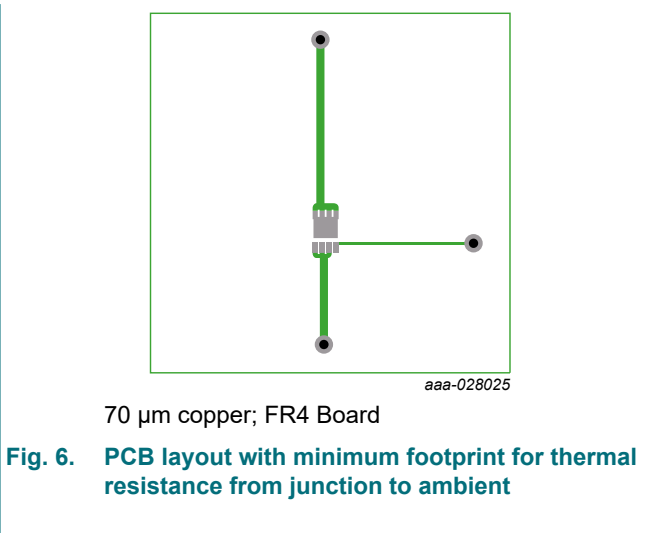 aaa-028025
70 µm copper; FR4 Board
Fig. 6. PCB layout with minimum footprint for thermal
resistance from junction to ambient